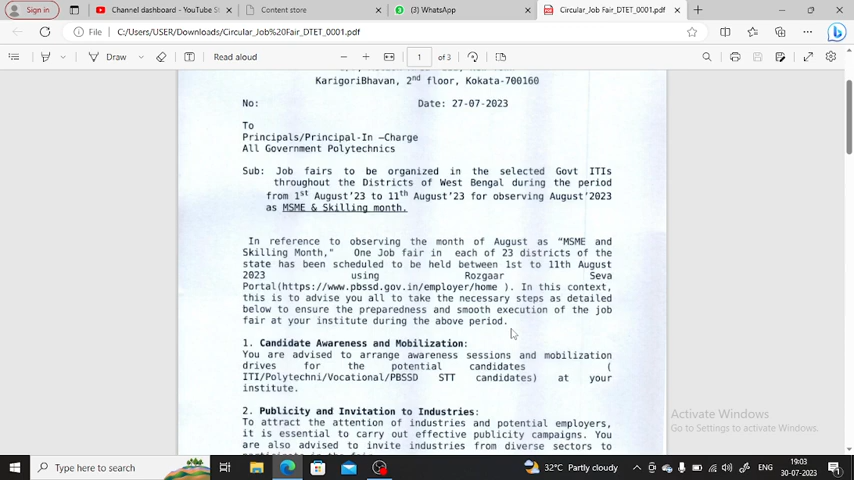 Sign in
Channel dashboard - YouTube S
Content store
(3) WhatsApp
Circular_Job Fair_DTET_0001.pdf
File
C:/Users/USER/Downloads/Circular_Job%20Fair_DTET_0001.pdf
Draw
Read aloud
1 of 3
KarigoriBhavan, 2nd floor, Kokata-700160
No: Date: 27-07-2023
To
Principals/Principal-In –Charge
All Government Polytechnics
Sub: Job fairs to be organized in the selected Govt ITIs
throughout the Districts of West Bengal during the period
from 1st August'23 to 11th August'23 for observing August'2023
as MSME & Skilling month.
In reference to observing the month of August as "MSME and
Skilling Month," One Job fair in each of 23 districts of the
state has been scheduled to be held between 1st to 11th August
2023 using Rozgaar Seva
Portal(https://www.pbssd.gov.in/employer/home ). In this context,
this is to advise you all to take the necessary steps as detailed
below to ensure the preparedness and smooth execution of the job
fair at your institute during the above period.
1. Candidate Awareness and Mobilization:
You are advised to arrange awareness sessions and mobilization
drives for the potential candidates (
ITI/Polytechni/Vocational/PBSSD STT candidates) at your
institute.
2. Publicity and Invitation to Industries:
To attract the attention of industries and potential employers,
it is essential to carry out effective publicity campaigns. You
are also advised to invite industries from diverse sectors to
Activate Windows
Go to Settings to activate Windows.
Type here to search
32°C Partly cloudy
ENG
19:03
30-07-2023